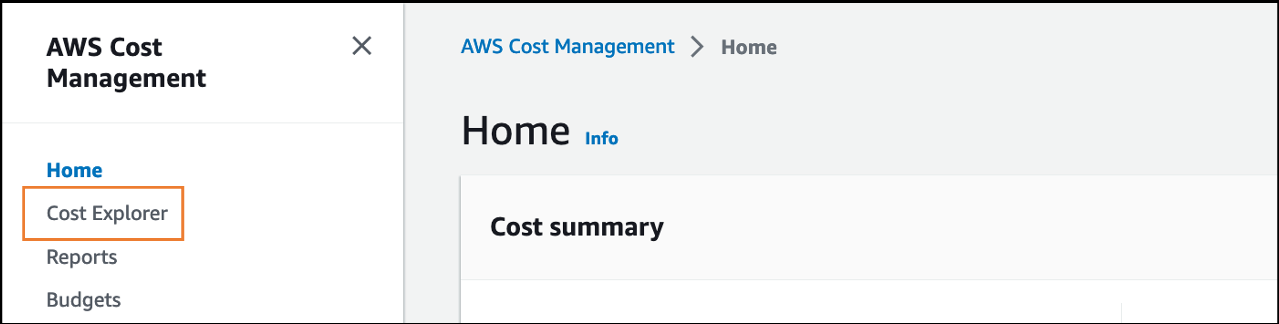 AWS Cost
Management
Home
Cost Explorer
Reports
Budgets
AWS Cost Management > Home
Home Info
Cost summary